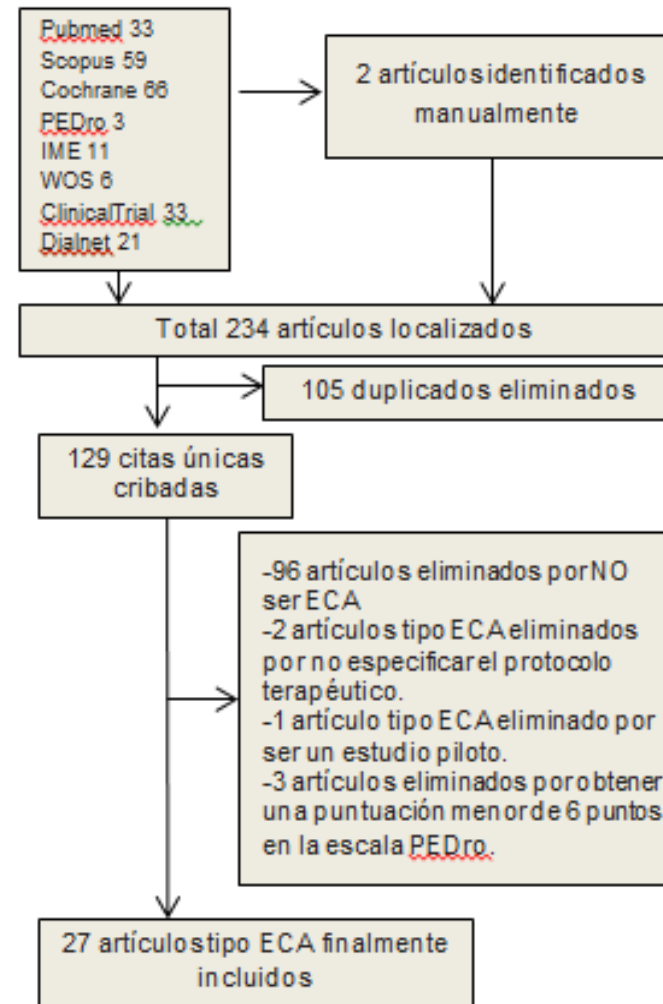 Pubmed 33
Scopus 59
Cochrane 66
PEDro 3
IME 11
WOS 6
ClinicalTrial 33
Dialnet 21
2 artículos identificados
manualmente
Total 234 artículos localizados
105 duplicados eliminados
129 citas únicas
cribadas
-96 artículos eliminados por NO
ser ECA
-2 artículos tipo ECA eliminados
por no especificar el protocolo
terapéutico.
-1 artículo tipo ECA eliminado por
ser un estudio piloto.
-3 artículos eliminados por obtener
una puntuación menor de 6 puntos
en la escala PEDro.
27 artículos tipo ECA finalmente
incluidos